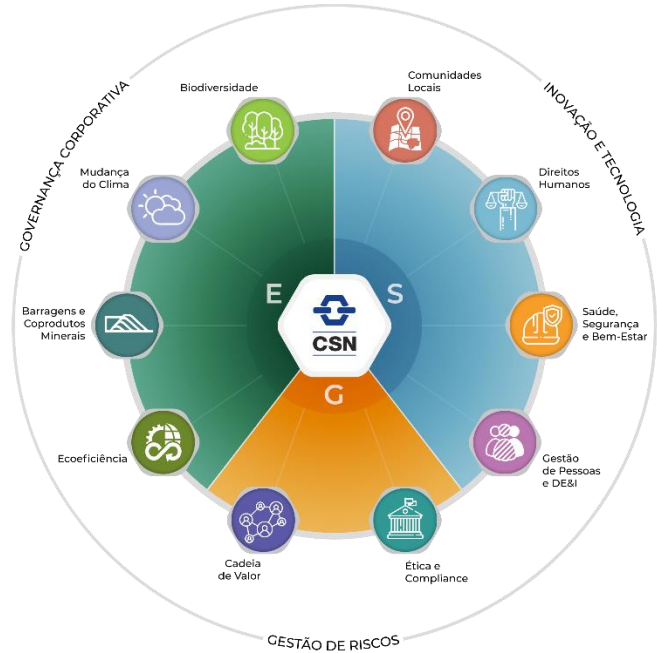 GOVERNANÇA CORPORATIVA
INOVAÇÃO E TECNOLOGIA
GESTÃO DE RISCOS
Biodiversidade
Comunidades
Locais
Mudança
do Clima
Direitos
Humanos
Barragens e
Coprodutos
Minerais
Saúde,
Segurança
e Bem-Estar
Ecoeficiência
Gestão
de Pessoas
e DE&I
Cadeia
de Valor
Ética e
Compliance
E
S
G
CSN